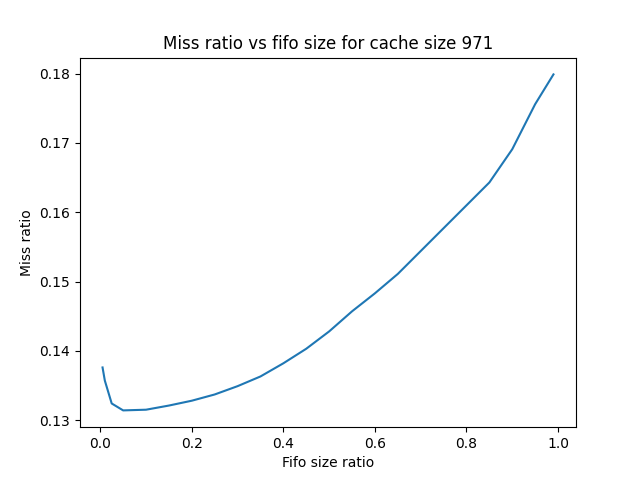 Miss ratio vs fifo size for cache size 971
0.18
0.17
0.16
0.15
0.14
0.13
Miss ratio
0.0 0.2 0.4 0.6 0.8 1.0
Fifo size ratio